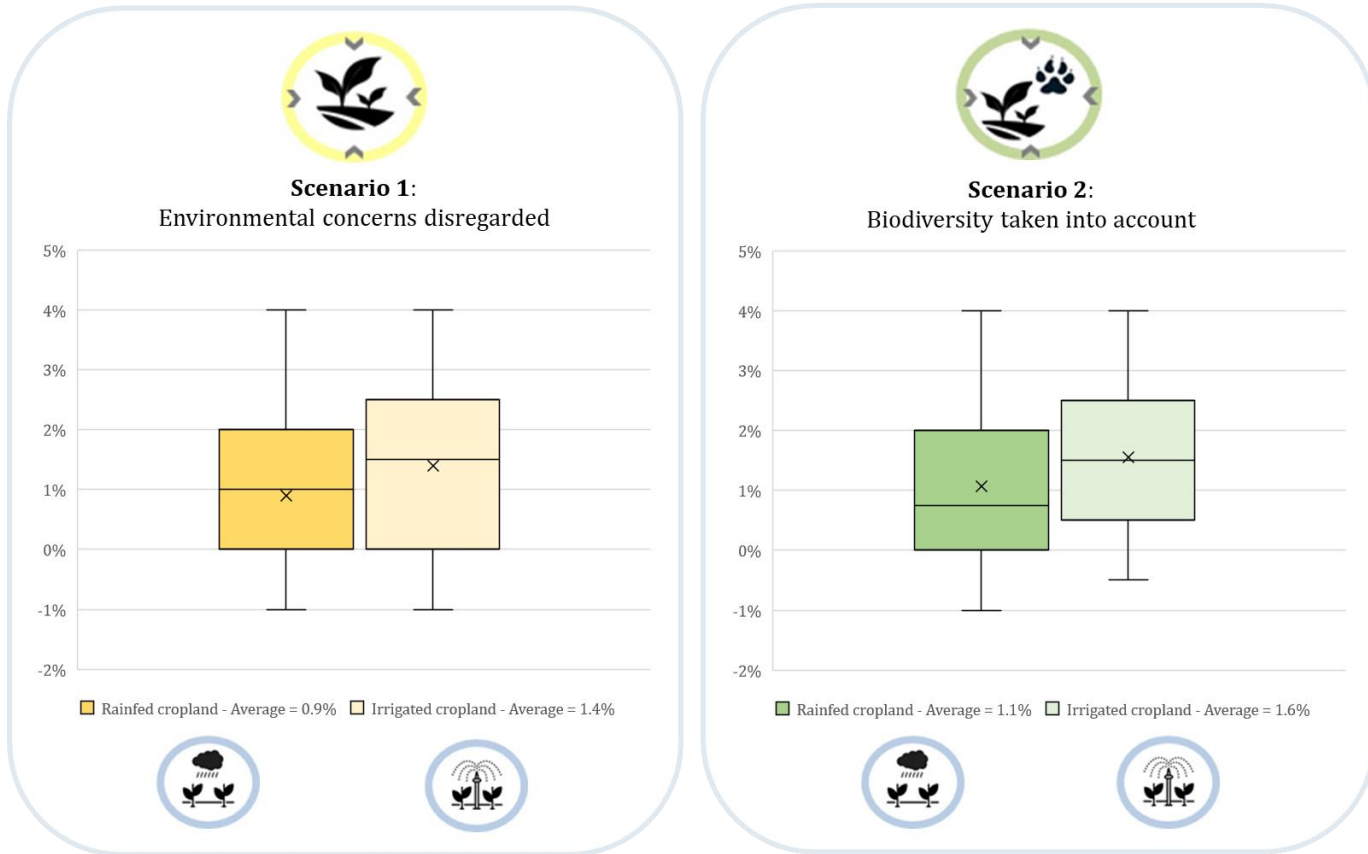 Scenario 1:
Environmental concerns disregarded
5%
4%
3%
2%
1%
0%
-1%
-2%
Rainfed cropland - Average = 0.9% Irrigated cropland - Average = 1.4%
Scenario 2:
Biodiversity taken into account
5%
4%
3%
2%
1%
0%
-1%
-2%
Rainfed cropland - Average = 1.1% Irrigated cropland - Average = 1.6%